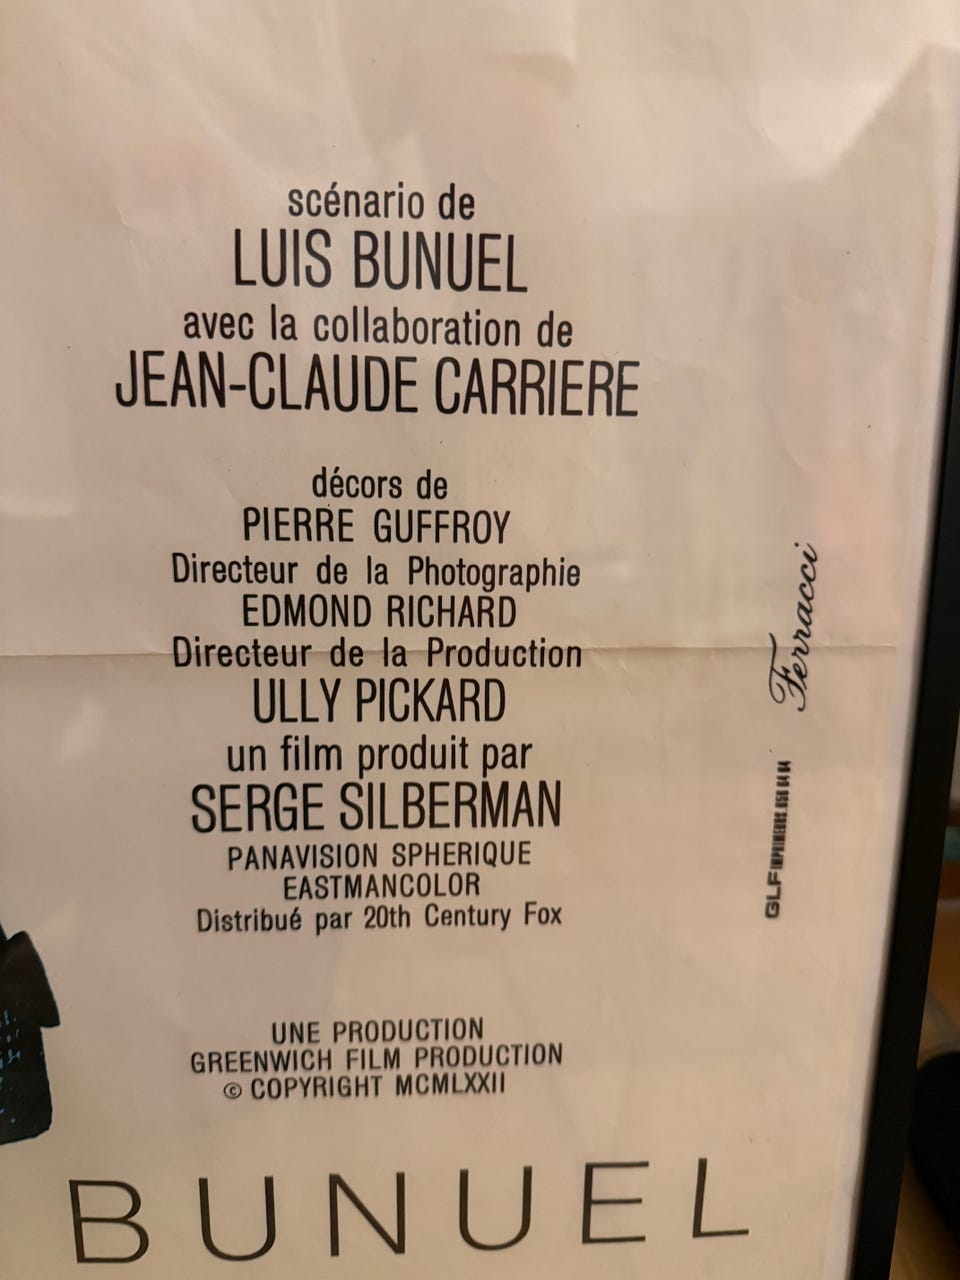 scénario de
LUIS BUNUEL
avec la collaboration de
JEAN-CLAUDE CARRIERE
décors de
PIERRE GUFFROY
Directeur de la Photographie
EDMOND RICHARD
Directeur de la Production
ULLY PICKARD
un film produit par
SERGE SILBERMAN
PANAVISION SPHERIQUE
EASTMANCOLOR
Distribué par 20th Century Fox
UNE PRODUCTION
GREENWICH FILM PRODUCTION
© COPYRIGHT MCMLXXII
BUNUEL
Ferracci
GLF